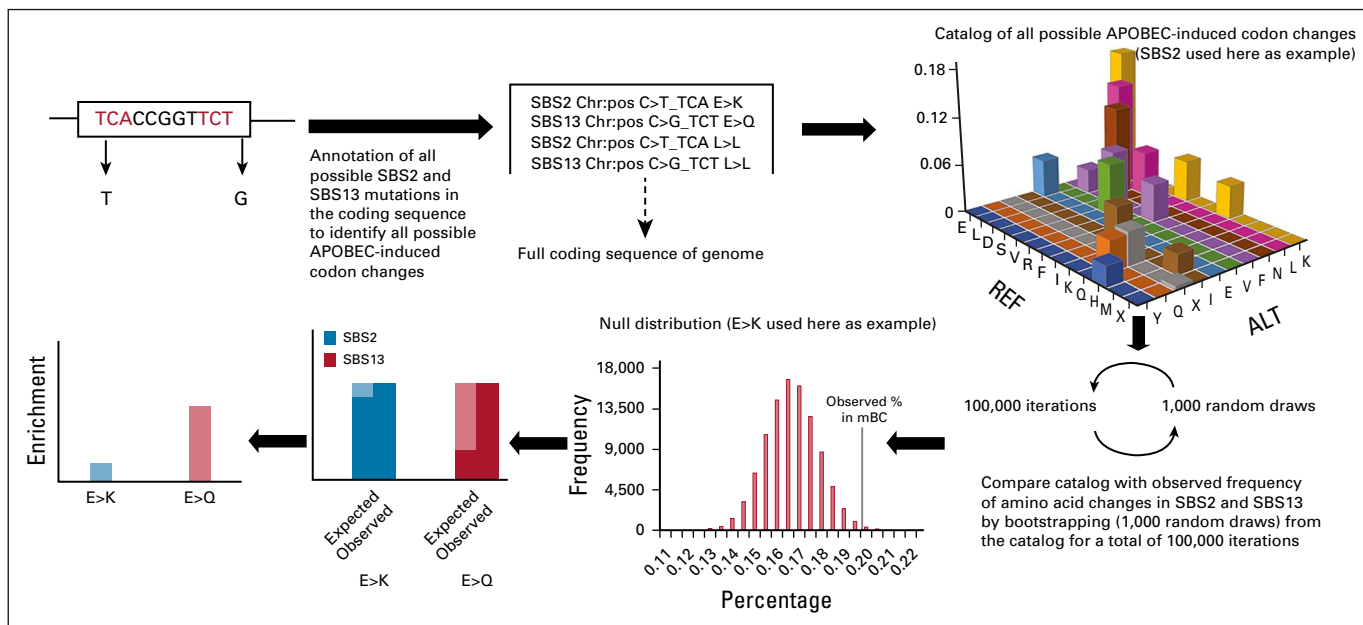 TCACCGGTTCT
T
G
Annotation of all
possible SBS2 and
SBS13 mutations in
the coding sequence
to identify all possible
APOBEC-induced
codon changes
SBS2 Chr:pos C>T_TCA E>K
SBS13 Chr:pos C>G_TCT E>Q
SBS2 Chr:pos C>T_TCA L>L
SBS13 Chr:pos C>G_TCT L>L
Full coding sequence of genome
Catalog of all possible APOBEC-induced codon changes
(SBS2 used here as example)
0.18
0.12
0.06
0
E L D S V R F I K Q H M X
REF
Y Q X I E V F N L K
ALT
100,000 iterations
1,000 random draws
Compare catalog with observed frequency
of amino acid changes in SBS2 and SBS13
by bootstrapping (1,000 random draws) from
the catalog for a total of 100,000 iterations
Null distribution (E>K used here as example)
Frequency
18,000
13,500
9,000
4,500
0
Observed %
in mBC
0.11
0.12
0.13
0.14
0.15
0.16
0.17
0.18
0.19
0.20
0.21
0.22
Percentage
SBS2
SBS13
Expected
Observed
Expected
Observed
E>K
E>Q
Enrichment
E>K
E>Q